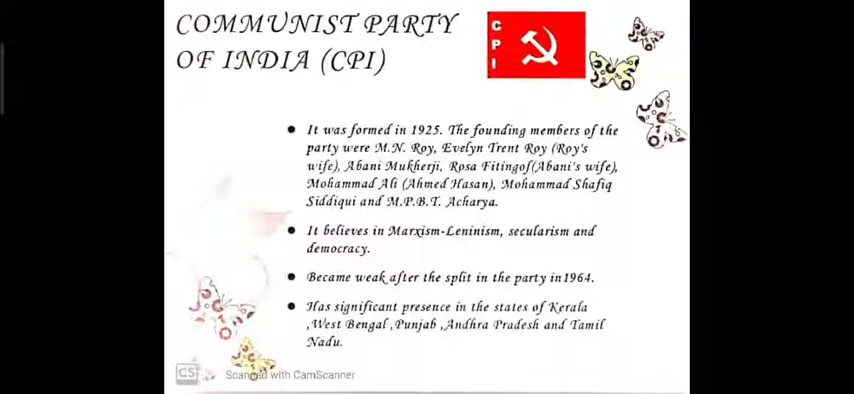 COMMUNIST PARTY
OF INDIA (CPI)
C
P
I
It was formed in 1925. The founding members of the
party were M.N. Roy, Evelyn Trent Roy (Roy's
wife), Abani Mukherji, Rosa Fitingof(Abani's wife),
Mohammad Ali (Ahmed Hasan), Mohammad Shafiq
Siddiqui and M.P.B.T. Acharya.
It believes in Marxism-Leninism, secularism and
democracy.
Became weak after the split in the party in1964.
Has significant presence in the states of Kerala
,West Bengal ,Punjab ,Andhra Pradesh and Tamil
Nadu.
CS
Scanned with CamScanner